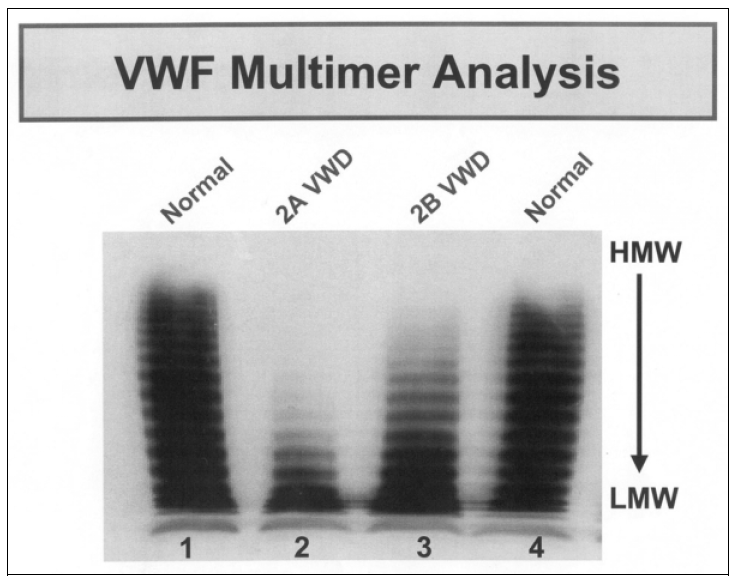 VWF Multimer Analysis
Normal 2A VWD 2B VWD Normal
HMW
LMW
1 2 3 4